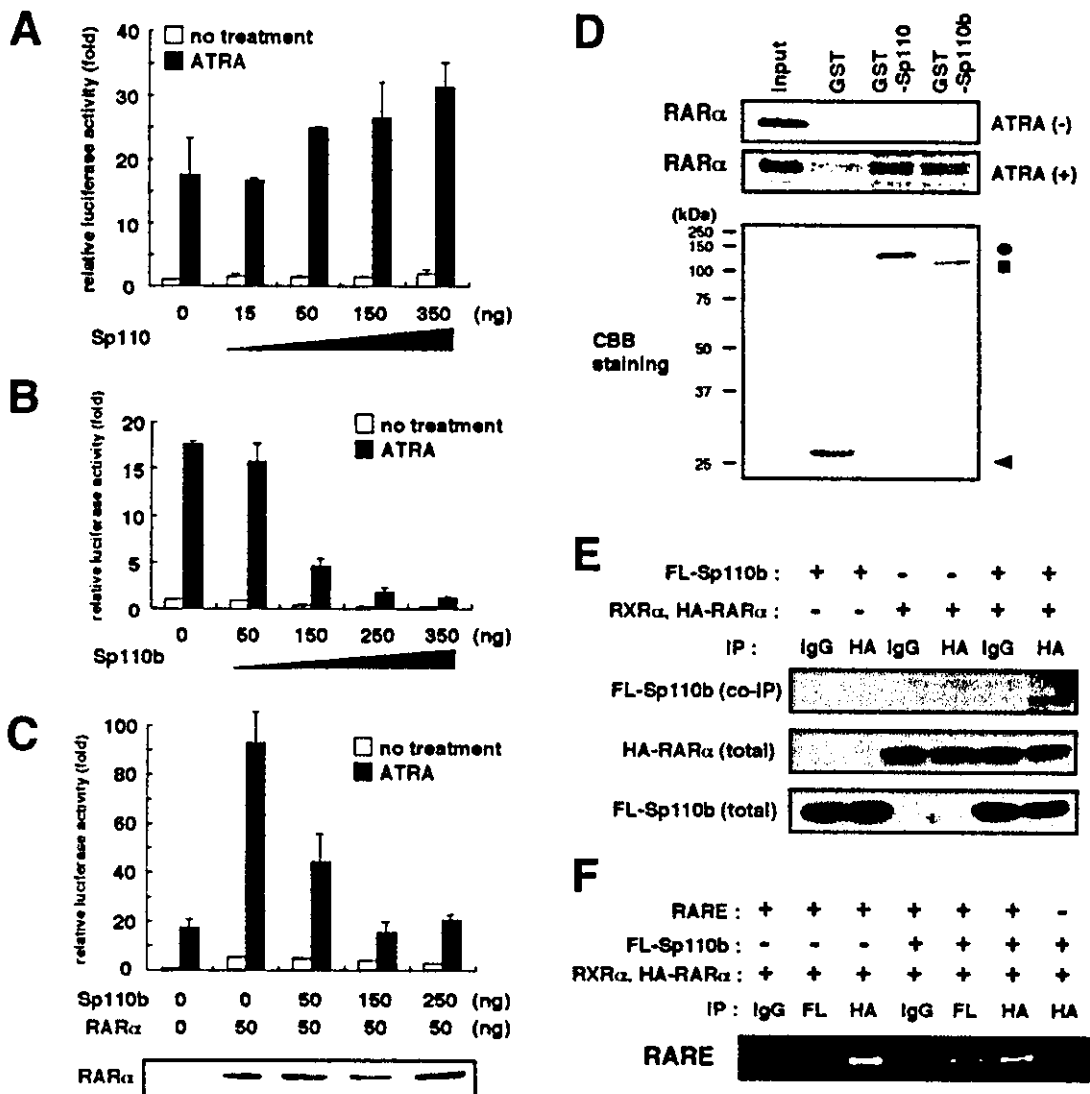 A
no treatment
ATRA
relative luciferase activity (fold)
40
30
20
10
0
0 15 50 150 350 (ng)
Sp110
B
no treatment
ATRA
relative luciferase activity (fold)
20
15
10
5
0
0 50 150 250 350 (ng)
Sp110b
C
no treatment
ATRA
relative luciferase activity (fold)
100
80
60
40
20
0
Sp110b 0 0 50 150 250 (ng)
RARα 0 50 50 50 50 (ng)
RARα
D
Input
GST
GST -Sp110
GST -Sp110b
RARα ATRA (-)
RARα ATRA (+)
(kDa)
250
150
100
75
50
37
25
CBB
staining
E
FL-Sp110b : + + - - + +
RXRα, HA-RARα : - - + + + +
IP : IgG HA IgG HA IgG HA
FL-Sp110b (co-IP)
HA-RARα (total)
FL-Sp110b (total)
F
RARE : + + + + + + -
FL-Sp110b : - - - + + + +
RXRα, HA-RARα : + + + + + + +
IP : IgG FL HA IgG FL HA HA
RARE